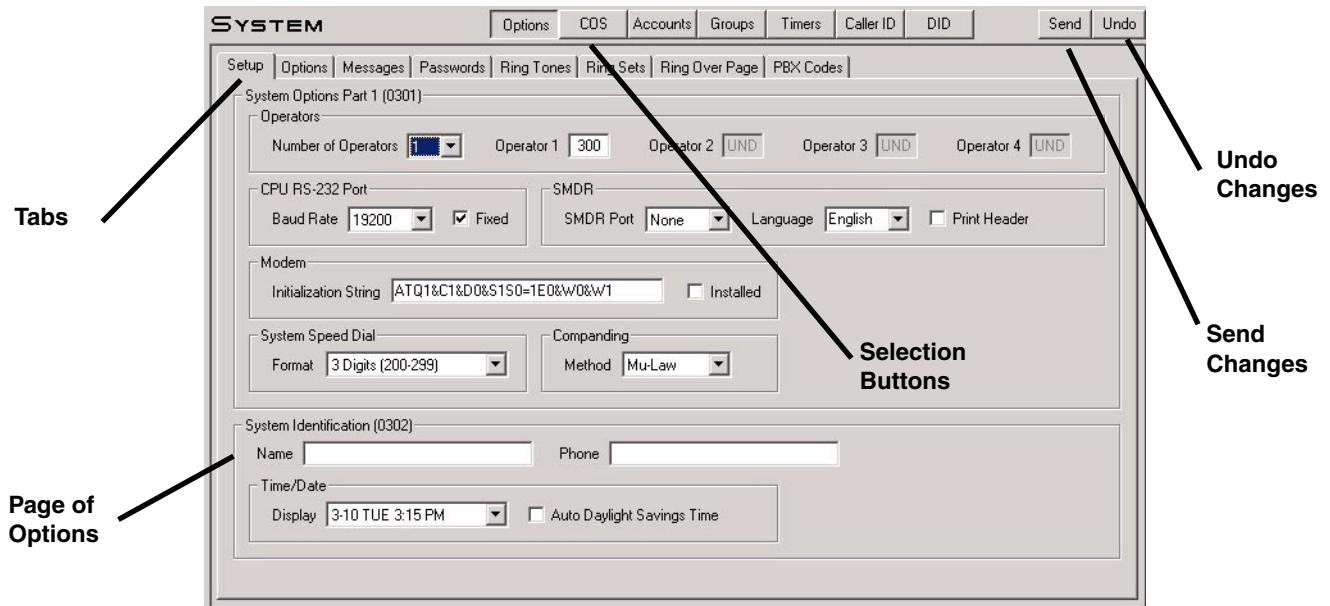 SYSTEM Options COS Accounts Groups Timers Caller ID DID Send Undo
Setup Options Messages Passwords Ring Tones Ring Sets Ring Over Page PBX Codes
System Options Part 1 (0301)
Operators
Number of Operators 1 Operator 1 300 Operator 2 UND Operator 3 UND Operator 4 UND
CPU RS-232 Port SMDR
Baud Rate 19200 Fixed SMDR Port None Language English Print Header
Modem
Initialization String ATQ1&C1&D0&S1S0=1E0&W0&W1 Installed
System Speed Dial Companding
Format 3 Digits (200-299) Method Mu-Law
System Identification (0302)
Name Phone
Time/Date
Display 3-10 TUE 3:15 PM Auto Daylight Savings Time
Tabs
Page of
Options
Selection
Buttons
Undo
Changes
Send
Changes